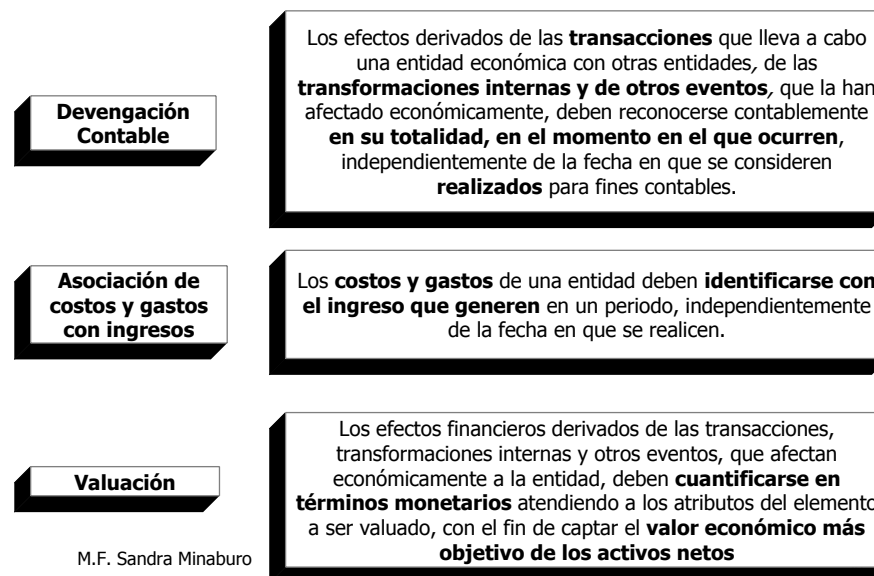 Devengación
Contable
Los efectos derivados de las transacciones que lleva a cabo
una entidad económica con otras entidades, de las
transformaciones internas y de otros eventos, que la han
afectado económicamente, deben reconocerse contablemente
en su totalidad, en el momento en el que ocurren,
independientemente de la fecha en que se consideren
realizados para fines contables.
Asociación de
costos y gastos
con ingresos
Los costos y gastos de una entidad deben identificarse con
el ingreso que generen en un periodo, independientemente
de la fecha en que se realicen.
Valuación
Los efectos financieros derivados de las transacciones,
transformaciones internas y otros eventos, que afectan
económicamente a la entidad, deben cuantificarse en
términos monetarios atendiendo a los atributos del elemento
a ser valuado, con el fin de captar el valor económico más
objetivo de los activos netos
M.F. Sandra Minaburo